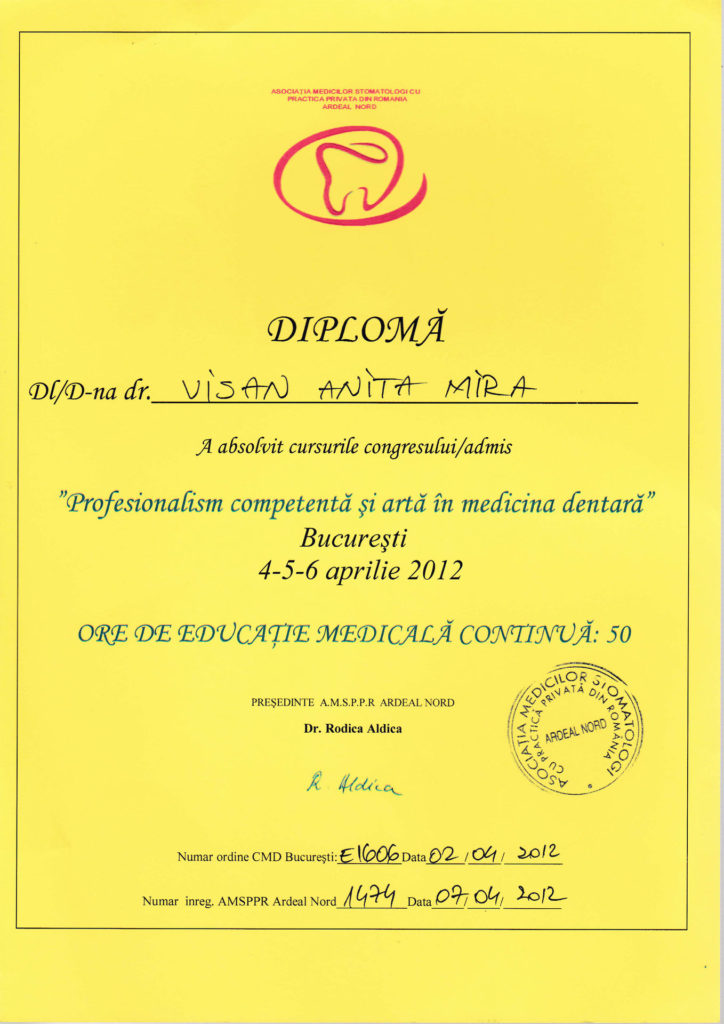 ASOCIAȚIA MEDICILOR STOMATOLOGI CU
PRACTICA PRIVATA DIN ROMANIA
ARDEAL NORD
DIPLOMĂ
Dl/D-na dr. VISAN ANITA MIRA
A absolvit cursurile congresului/admis
”Profesionalism competentă şi artă în medicina dentară”
Bucureşti
4-5-6 aprilie 2012
ORE DE EDUCAŢIE MEDICALĂ CONTINUĂ: 50
PREŞEDINTE A.M.S.P.P.R ARDEAL NORD
Dr. Rodica Aldica
R. Aldica
ASOCIAŢIA MEDICILOR STOMATOLOGI
CU PRACTICĂ PRIVATĂ DIN ROMÂNIA
ARDEAL NORD
Numar ordine CMD Bucureşti: E1606 Data 02/04/ 2012
Numar inreg. AMSPPR Ardeal Nord 1474 Data 07/04/ 2012